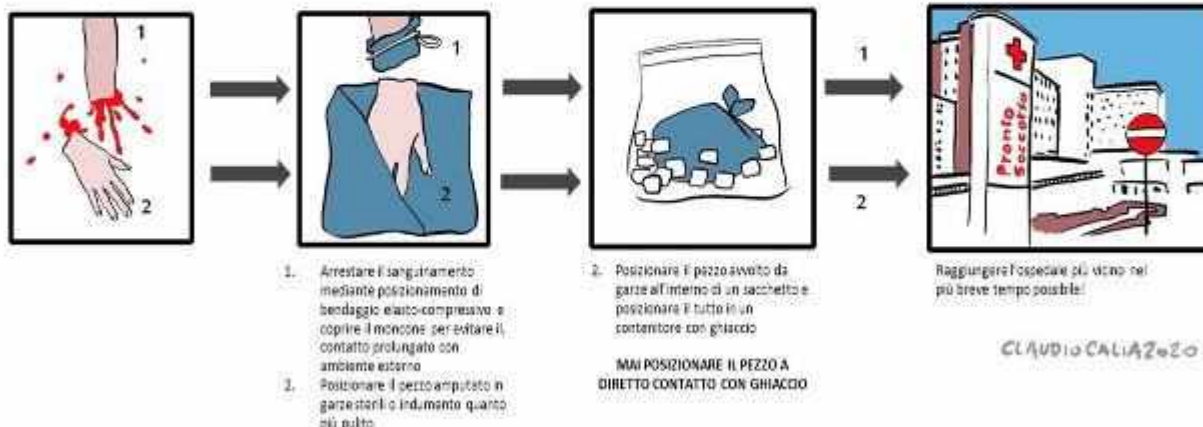 1
2
1
2
1
2
Pronto
Soccorso
1. Arrestare il sanguinamento
mediante posizionamento di
bendaggio elasto-compressivo e
coprire il moncone per evitare il
contatto prolungato con
ambiente esterno
2. Posizionare il pezzo amputato in
garze sterili o indumento quanto
più pulito
2. Posizionare il pezzo avvolto da
garze all'interno di un sacchetto e
posizionare il tutto in un
contenitore con ghiaccio
MAI POSIZIONARE IL PEZZO A
DIRETTO CONTATTO CON GHIACCIO
Raggiungere l'ospedale più vicino nel
più breve tempo possibile!
CLAUDIO CALIA 2020